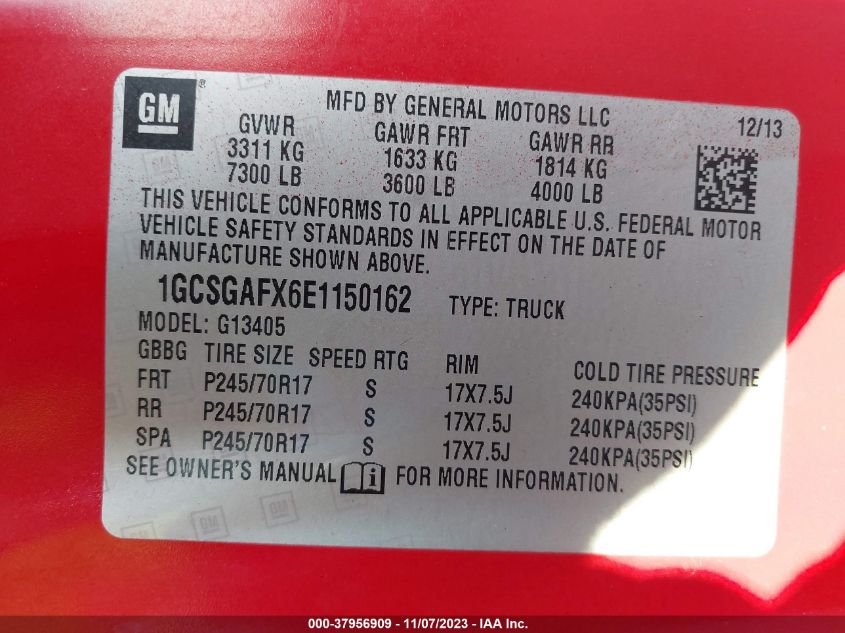 GM ®
MFD BY GENERAL MOTORS LLC
12/13
GVWR GAWR FRT GAWR RR
3311 KG 1633 KG 1814 KG
7300 LB 3600 LB 4000 LB
THIS VEHICLE CONFORMS TO ALL APPLICABLE U.S. FEDERAL MOTOR
VEHICLE SAFETY STANDARDS IN EFFECT ON THE DATE OF
MANUFACTURE SHOWN ABOVE.
1GCSGAFX6E1150162 TYPE: TRUCK
MODEL: G13405
GBBG TIRE SIZE SPEED RTG RIM COLD TIRE PRESSURE
FRT P245/70R17 S 17X7.5J 240KPA(35PSI)
RR P245/70R17 S 17X7.5J 240KPA(35PSI)
SPA P245/70R17 S 17X7.5J 240KPA(35PSI)
SEE OWNER'S MANUAL i FOR MORE INFORMATION.
000-37956909 - 11/07/2023 - IAA Inc.